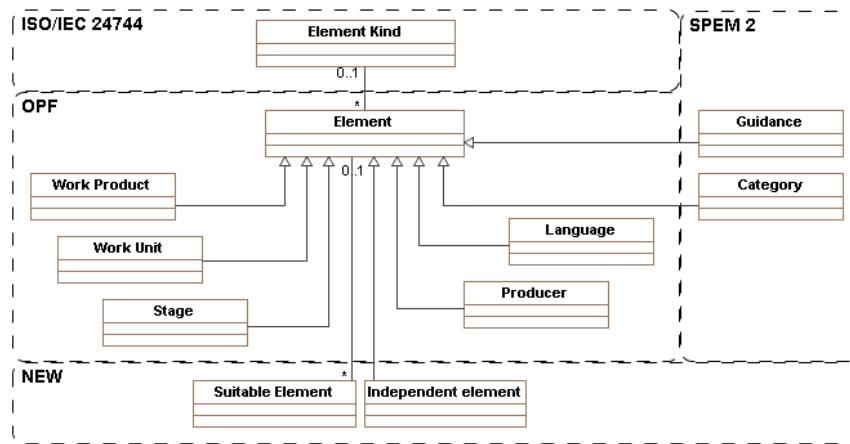 ISO/IEC 24744
Element Kind
SPEM 2
0..1
OPF
*
Element
Guidance
0..1
Work Product
Category
Work Unit
Language
Stage
Producer
NEW
*
Suitable Element
Independent element